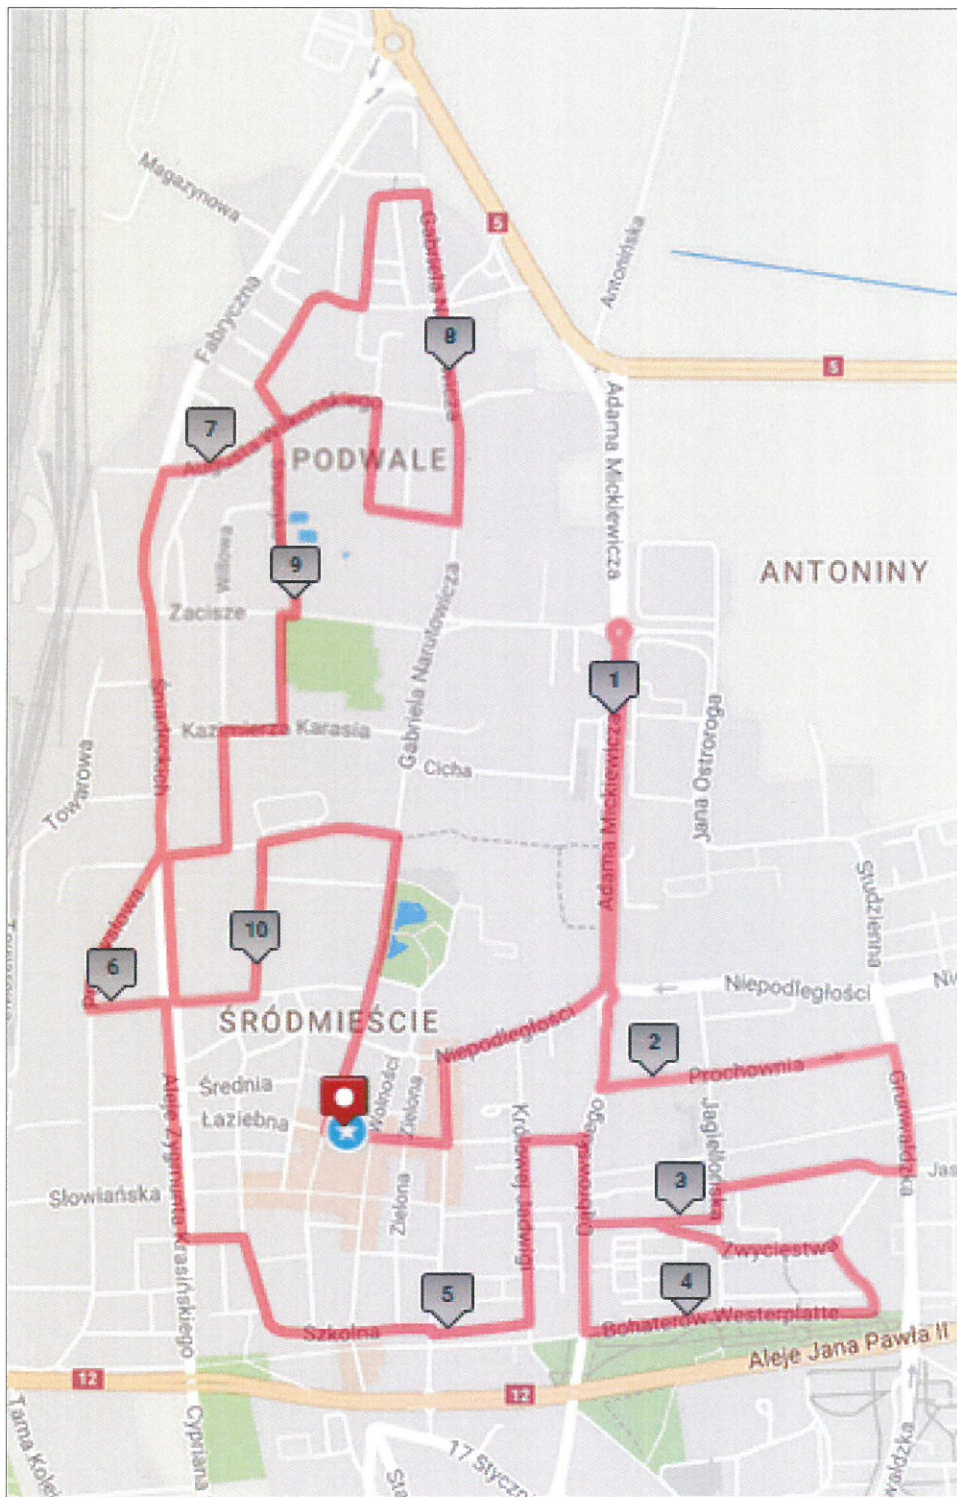 Magazynowa
5
Antonińska
Gabriela N
Fabryczna
8
5
Adama Mickiewicza
7
PODWALE
9
Willowa
ANTONINY
Zacisze
Gabriela Narutowicza
1
Śniadeckich
Kazimierza Karasia
Cicha
Jana Ostroroga
Towarowa
Adama Mickiewicza
Studzienna
10
6
Niepodległości
ŚRÓDMIEŚCIE
Niepodległości
2
Prochownia
Średnia
Wolności
Zielona
Łaziebna
Grunwaldzka
Królowej Jadwigi
Jagiellońska
3
Słowiańska
Zielona
Aleje Zygmunta Krasińskiego
Zwycięstwa
4
5
Szkolna
Bohaterów Westerplatte
Aleje Jana Pawła II
12
12
Cypriana
17 Styczn